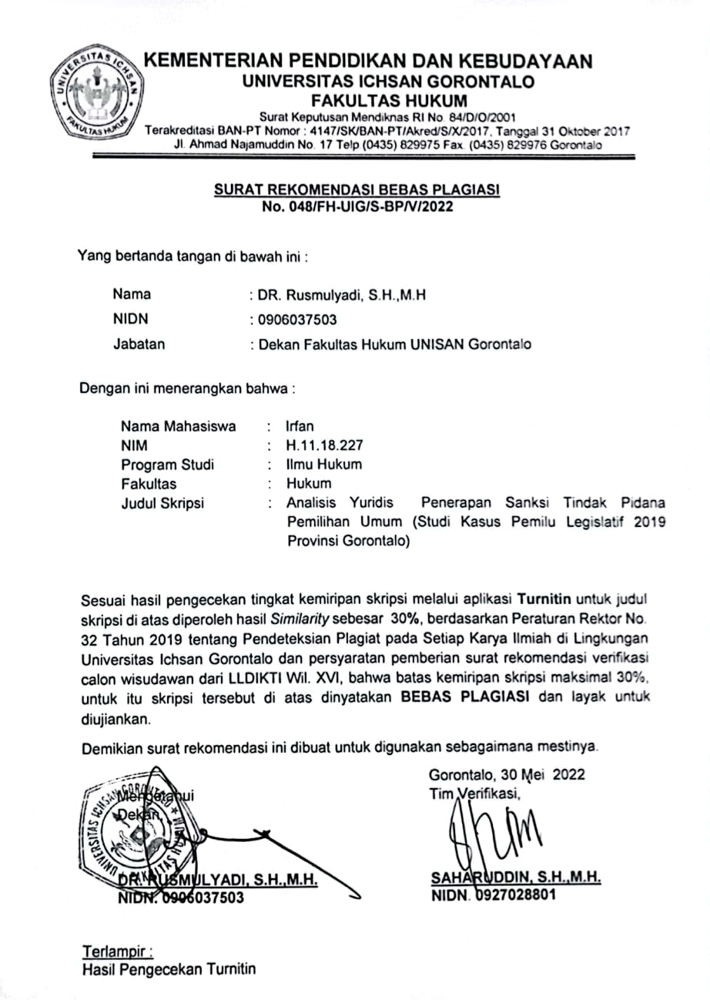 UNIVERSITAS ICHSAN
FAKULTAS HUKUM
KEMENTERIAN PENDIDIKAN DAN KEBUDAYAAN
UNIVERSITAS ICHSAN GORONTALO
FAKULTAS HUKUM
Surat Keputusan Mendiknas RI No. 84/D/O/2001
Terakreditasi BAN-PT Nomor : 4147/SK/BAN-PT/Akred/S/X/2017, Tanggal 31 Oktober 2017
Jl. Ahmad Najamuddin No. 17 Telp.(0435) 829975 Fax. (0435) 829976 Gorontalo
SURAT REKOMENDASI BEBAS PLAGIASI
No. 048/FH-UIG/S-BP/V/2022
Yang bertanda tangan di bawah ini :
Nama : DR. Rusmulyadi, S.H.,M.H
NIDN : 0906037503
Jabatan : Dekan Fakultas Hukum UNISAN Gorontalo
Dengan ini menerangkan bahwa :
Nama Mahasiswa : Irfan
NIM : H.11.18.227
Program Studi : Ilmu Hukum
Fakultas : Hukum
Judul Skripsi : Analisis Yuridis Penerapan Sanksi Tindak Pidana
Pemilihan Umum (Studi Kasus Pemilu Legislatif 2019
Provinsi Gorontalo)
Sesuai hasil pengecekan tingkat kemiripan skripsi melalui aplikasi Turnitin untuk judul
skripsi di atas diperoleh hasil Similarity sebesar 30%, berdasarkan Peraturan Rektor No.
32 Tahun 2019 tentang Pendeteksian Plagiat pada Setiap Karya Ilmiah di Lingkungan
Universitas Ichsan Gorontalo dan persyaratan pemberian surat rekomendasi verifikasi
calon wisudawan dari LLDIKTI Wil. XVI, bahwa batas kemiripan skripsi maksimal 30%,
untuk itu skripsi tersebut di atas dinyatakan BEBAS PLAGIASI dan layak untuk
diujiankan.
Demikian surat rekomendasi ini dibuat untuk digunakan sebagaimana mestinya.
Gorontalo, 30 Mei 2022
Tim Verifikasi,
Mengetahui
Dekan,
UNIVERSITAS ICHSAN GORONTALO
FAKULTAS HUKUM
DR. RUSMULYADI, S.H.,M.H.
NIDN. 0906037503
SAHARUDDIN, S.H.,M.H.
NIDN. 0927028801
Terlampir :
Hasil Pengecekan Turnitin